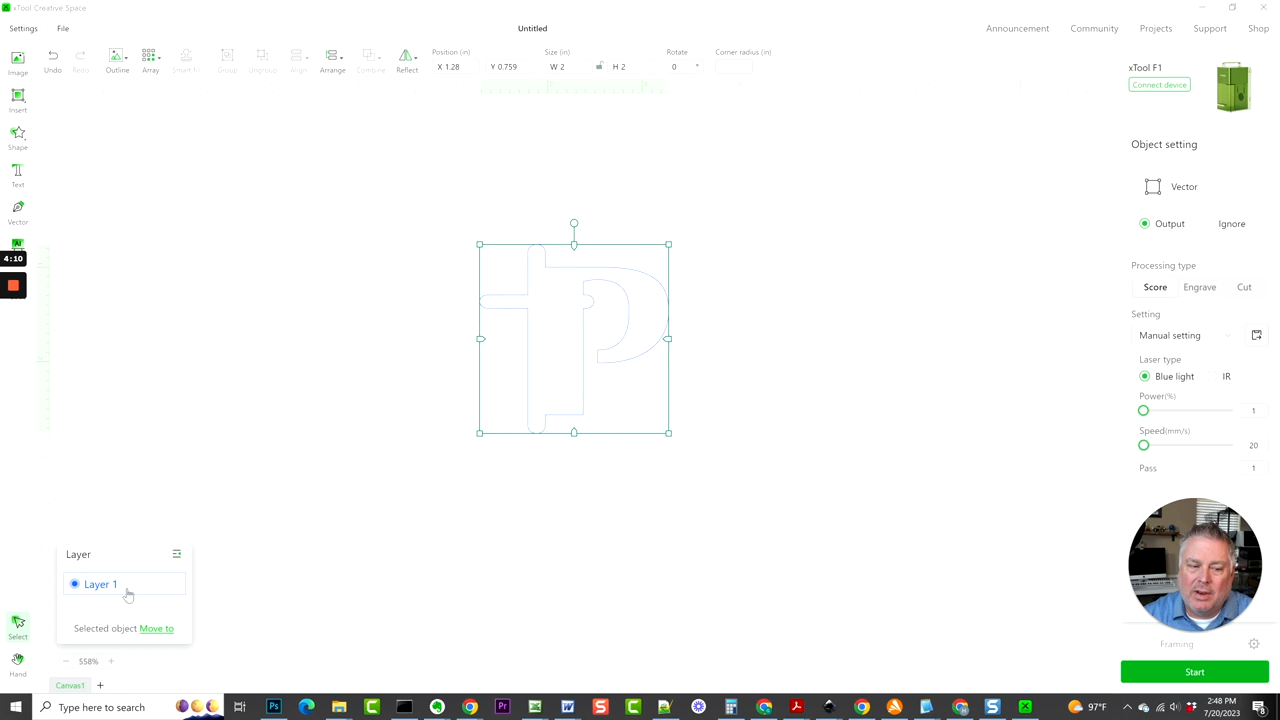 xTool Creative Space
Settings File Untitled Announcement Community Projects Support Shop
Image Undo Redo Outline Array Smart fill Group Ungroup Align Arrange Combine Reflect
Position (in) Size (in) Rotate Corner radius (in)
X 1.28 Y 0.759 W 2 H 2 0 °
Insert
Shape
Text
Vector
AI
4:10
xTool F1
Connect device
Object setting
Vector
Output Ignore
Processing type
Score Engrave Cut
Setting
Manual setting
Laser type
Blue light IR
Power(%)
1
Speed(mm/s)
20
Pass 1
Layer
Layer 1
Selected object Move to
Select
Hand
558%
Canvas1 +
Framing
Start
Type here to search
97°F
2:48 PM
7/20/2023